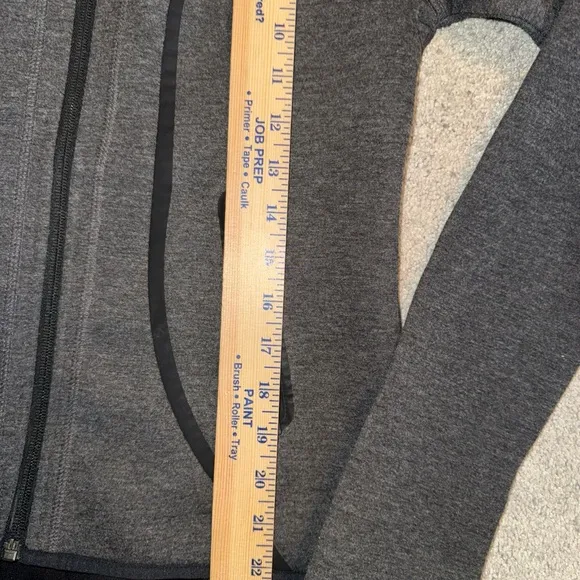 red?
10
11
12
13
14
15
16
17
18
19
20
21
22
JOB PREP
• Primer • Tape • Caulk
PAINT
• Brush • Roller • Tray